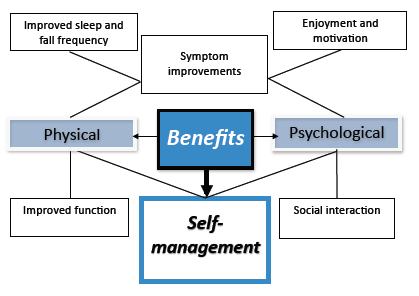 Improved sleep and
fall frequency
Enjoyment and
motivation
Symptom
improvements
Physical
Benefits
Psychological
Improved function
Self-
management
Social interaction